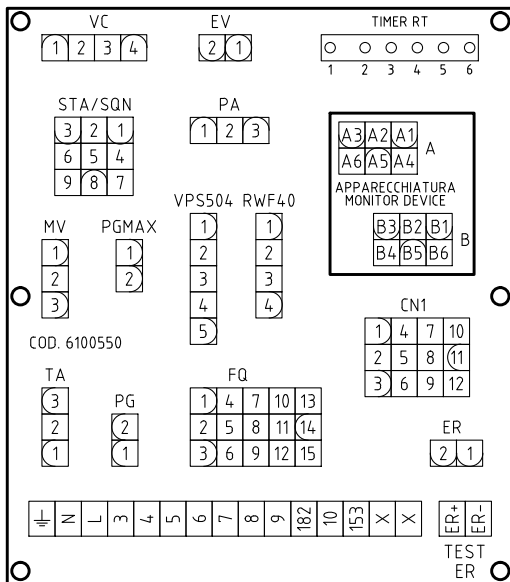 VC EV TIMER RT
1 2 3 4 2 1
1 2 3 4 5 6
STA/SQN PA
3 2 1 1 2 3
6 5 4
9 8 7
A3 A2 A1 A
A6 A5 A4
APPARECCHIATURA
MONITOR DEVICE
B3 B2 B1 B
B4 B5 B6
MV PGMAX VPS504 RWF40
1 1 1 1
2 2 2 2
3 3 3
4 4
5
COD. 6100550
CN1
1 4 7 10
2 5 8 11
3 6 9 12
TA PG FQ
3 1 4 7 10 13
2 2 2 5 8 11 14
1 1 3 6 9 12 15
ER
2 1
N L 3 4 5 6 7 8 9 182 10 153 X X ER+ ER-
TEST
ER